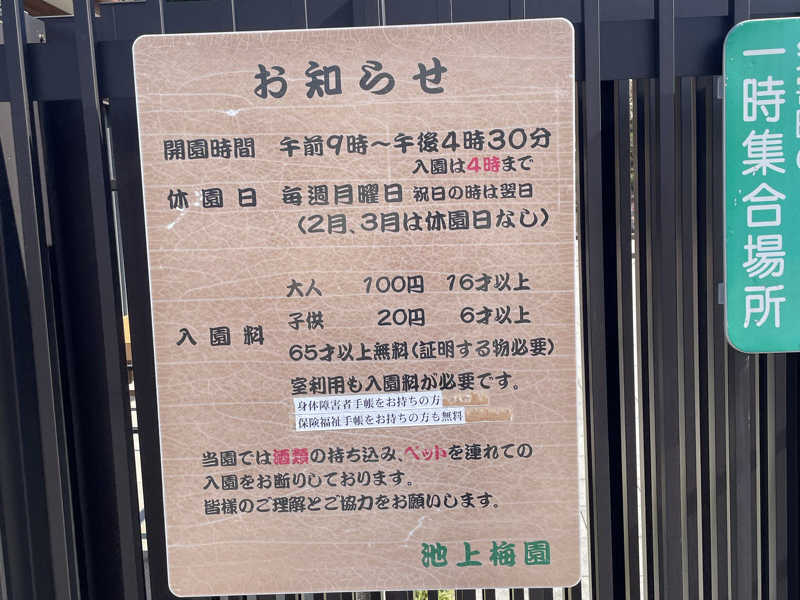 お知らせ
開園時間 午前9時～午後4時30分
入園は4時まで
休園日 毎週月曜日 祝日の時は翌日
（2月、3月は休園日なし）
大人 100円 16才以上
入園料 子供 20円 6才以上
65才以上無料（証明する物必要）
室利用も入園料が必要です。
身体障害者手帳をお持ちの方
保険福祉手帳をお持ちの方も無料
当園では酒類の持ち込み、ペットを連れての
入園をお断りしております。
皆様のご理解とご協力をお願いします。
池上梅園
一時集合場所